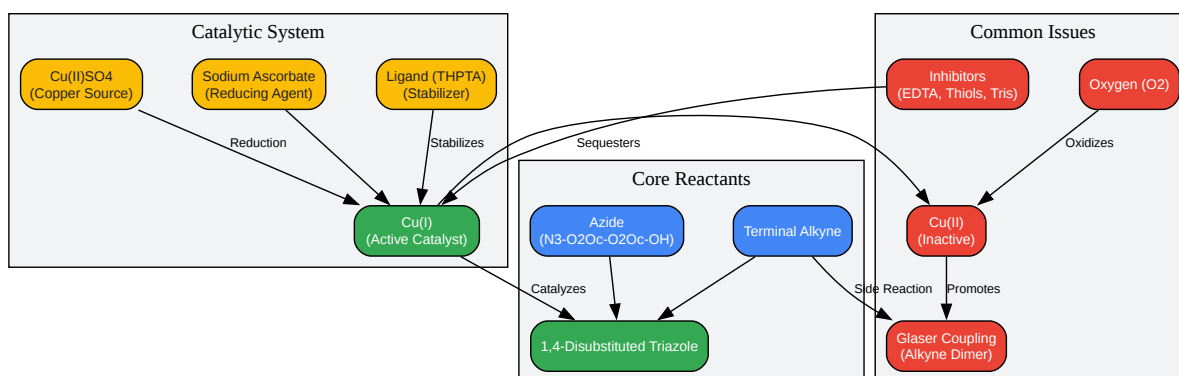 Catalytic System
Common Issues
Cu(II)SO4
(Copper Source)
Sodium Ascorbate
(Reducing Agent)
Ligand (THPTA)
(Stabilizer)
Inhibitors
(EDTA, Thiols, Tris)
Oxygen (O2)
Reduction
Stabilizes
Sequesters
Oxidizes
Core Reactants
Cu(I)
(Active Catalyst)
Azide
(N3-O2Oc-O2Oc-OH)
Terminal Alkyne
Cu(II)
(Inactive)
Catalyzes
Side Reaction
Promotes
1,4-Disubstituted Triazole
Glaser Coupling
(Alkyne Dimer)